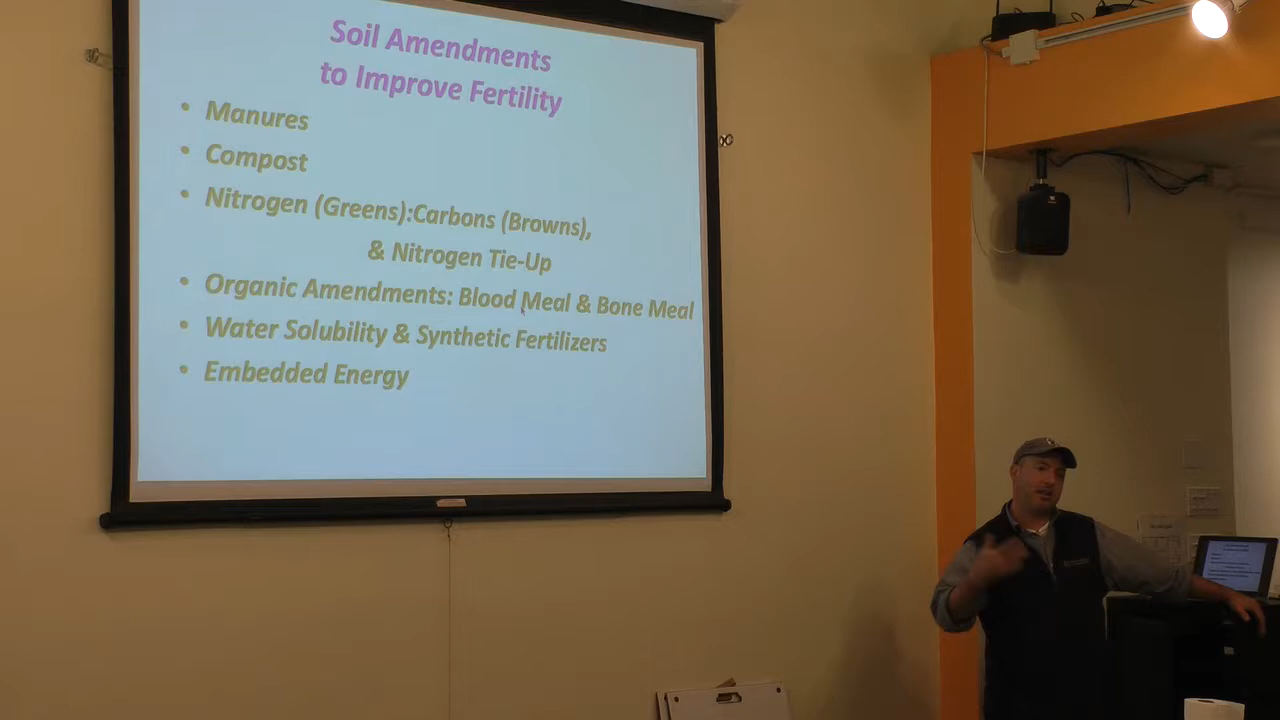 Soil Amendments
to Improve Fertility
• Manures
• Compost
• Nitrogen (Greens):Carbons (Browns),
& Nitrogen Tie-Up
• Organic Amendments: Blood Meal & Bone Meal
• Water Solubility & Synthetic Fertilizers
• Embedded Energy